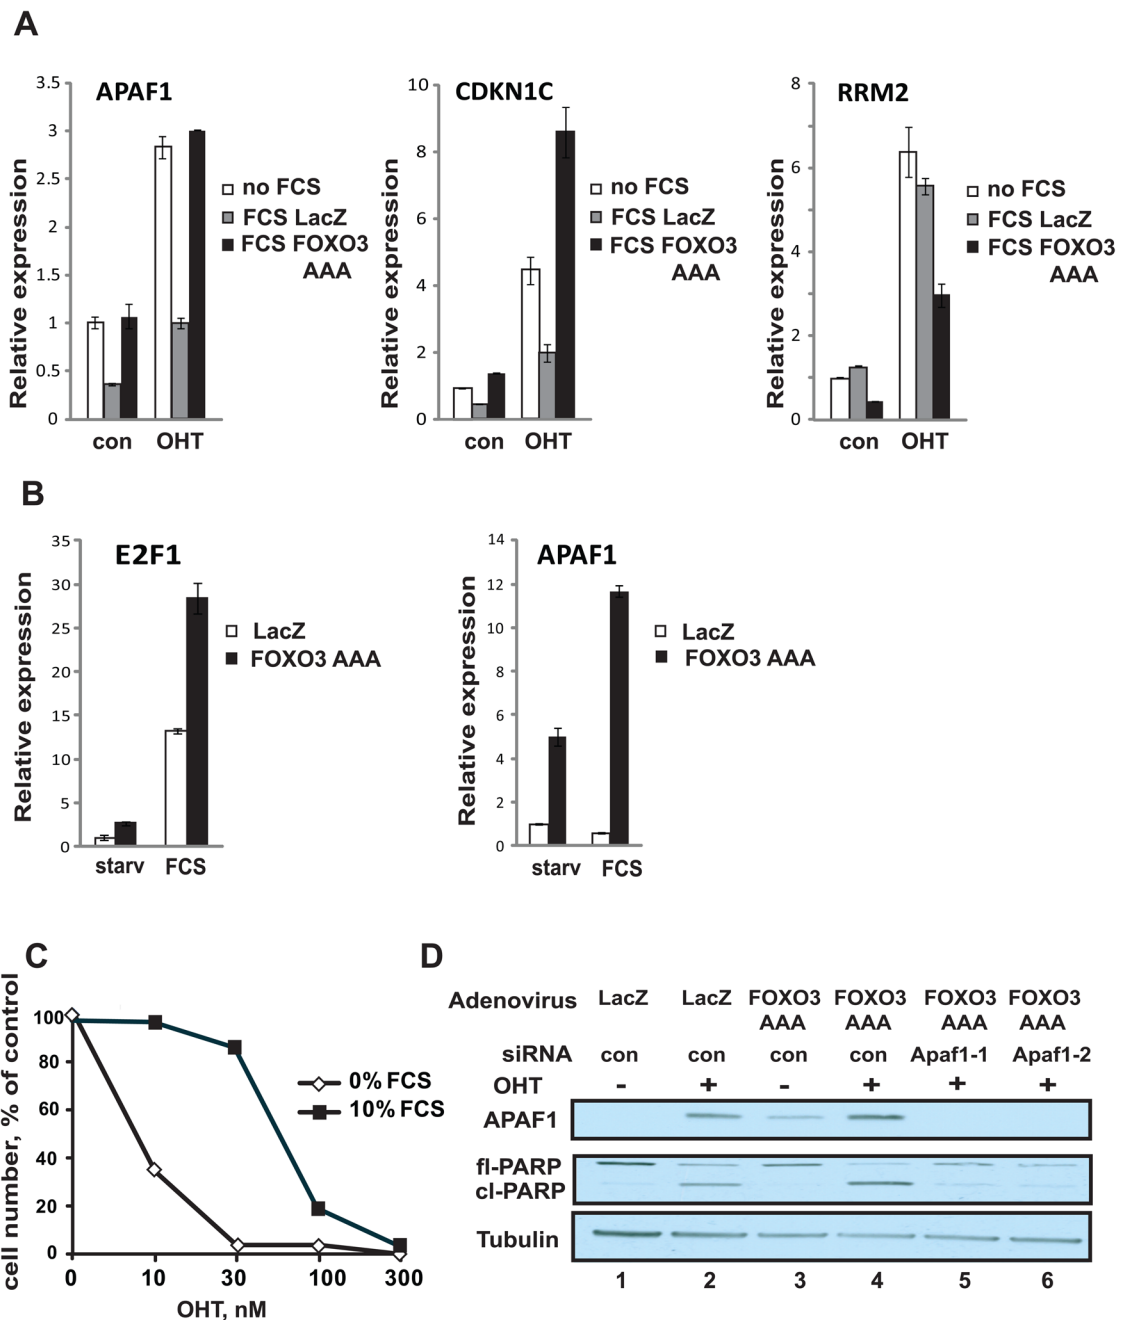 A
APAF1
3.5
3
2.5
2
1.5
1
0.5
0
Relative expression
con OHT
no FCS
FCS LacZ
FCS FOXO3
AAA
CDKN1C
10
8
6
4
2
0
Relative expression
con OHT
no FCS
FCS LacZ
FCS FOXO3
AAA
RRM2
8
6
4
2
0
Relative expression
con OHT
no FCS
FCS LacZ
FCS FOXO3
AAA
B
E2F1
35
30
25
20
15
10
5
0
Relative expression
starv FCS
LacZ
FOXO3 AAA
APAF1
14
12
10
8
6
4
2
0
Relative expression
starv FCS
LacZ
FOXO3 AAA
C
cell number, % of control
100
80
60
40
20
0
0 10 30 100 300
OHT, nM
0% FCS
10% FCS
D
Adenovirus LacZ LacZ FOXO3 FOXO3 FOXO3 FOXO3
AAA AAA AAA AAA
siRNA con con con con Apaf1-1 Apaf1-2
OHT - + - + + +
APAF1
fl-PARP
cl-PARP
Tubulin
1 2 3 4 5 6